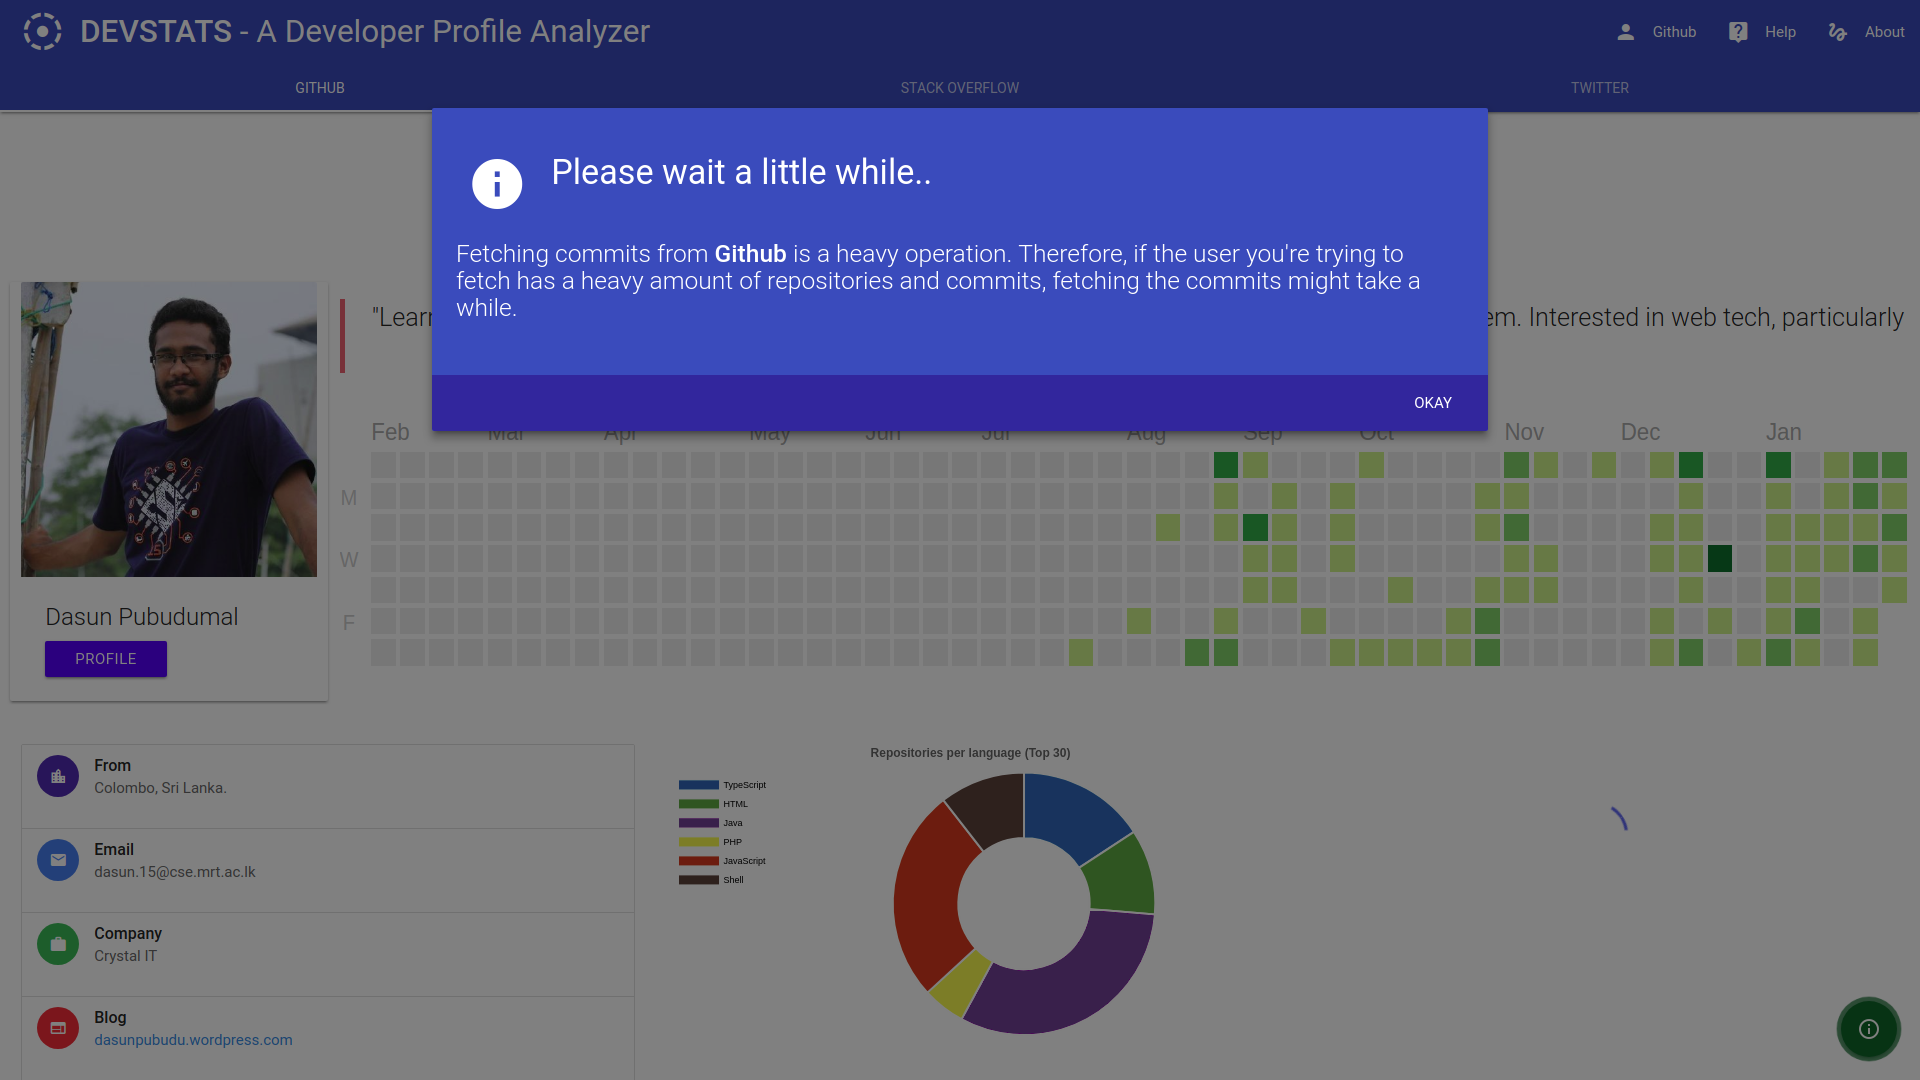 DEVSTATS - A Developer Profile Analyzer
Github
Help
About
GITHUB
STACK OVERFLOW
TWITTER
Please wait a little while..
Fetching commits from Github is a heavy operation. Therefore, if the user you're trying to
fetch has a heavy amount of repositories and commits, fetching the commits might take a
while.
OKAY
"Learn
em. Interested in web tech, particularly
Feb
Mar
Apr
May
Jun
Jul
Aug
Sep
Oct
Nov
Dec
Jan
M
W
F
Dasun Pubudumal
PROFILE
From
Colombo, Sri Lanka.
Email
dasun.15@cse.mrt.ac.lk
Company
Crystal IT
Blog
dasunpubudu.wordpress.com
Repositories per language (Top 30)
TypeScript
HTML
Java
PHP
JavaScript
Shell